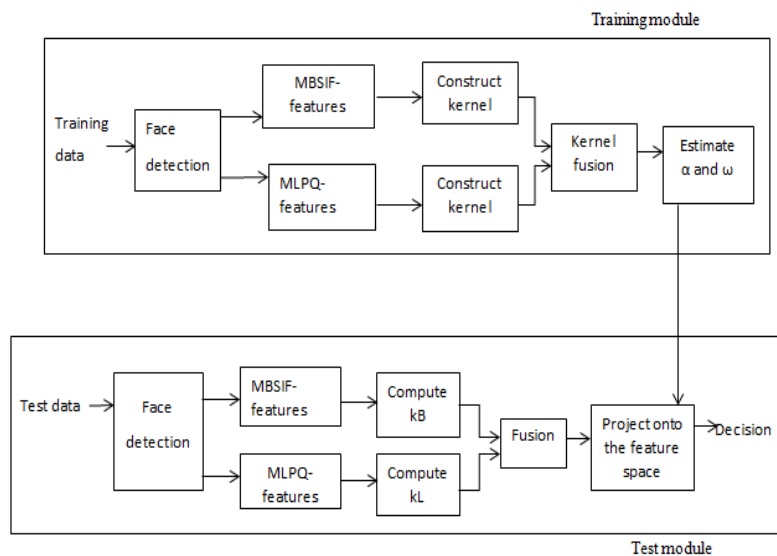 Training module
Training
data
Face
detection
MBSIF-
features
Construct
kernel
MLPQ-
features
Construct
kernel
Kernel
fusion
Estimate
α and ω
Test data
Face
detection
MBSIF-
features
Compute
kB
MLPQ-
features
Compute
kL
Fusion
Project onto
the feature
space
Decision
Test module